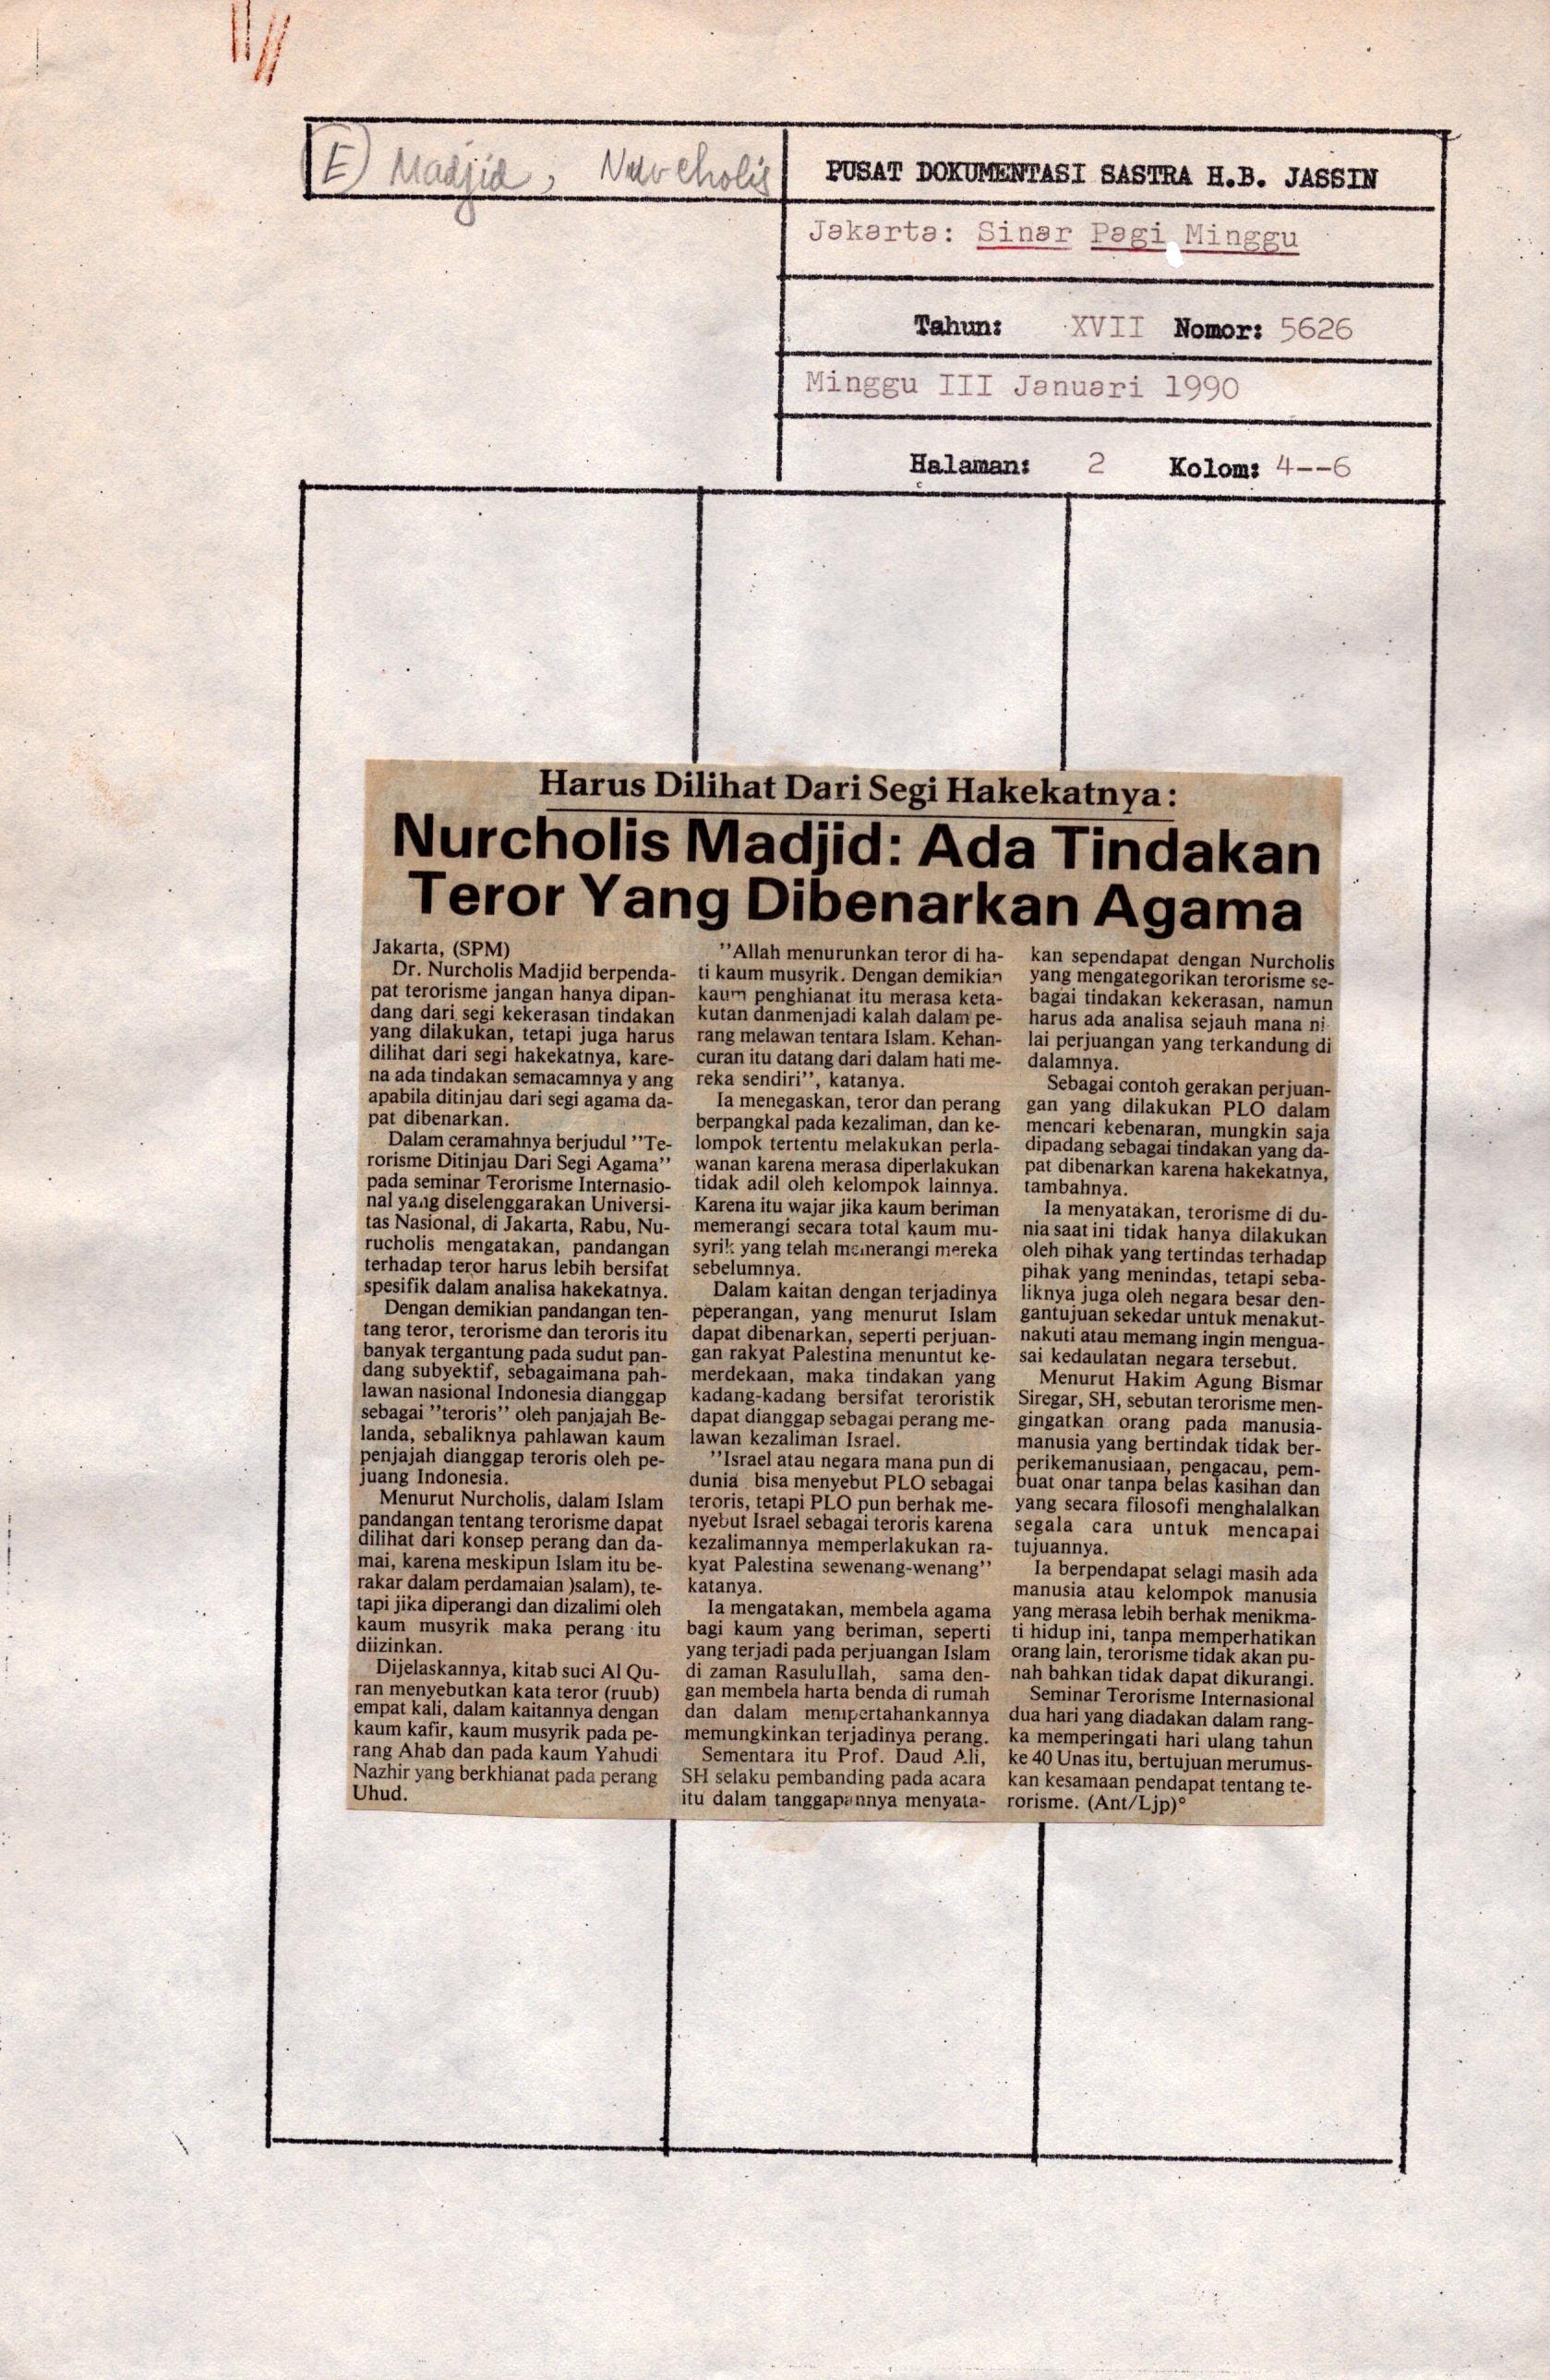 E) Madjid, Nurcholis
PUSAT DOKUMENTASI SASTRA H.B. JASSIN
Jakarta: Sinar Pagi Minggu
Tahun: XVII Nomor: 5626
Minggu III Januari 1990
Halaman: 2 Kolom: 4--6
Harus Dilihat Dari Segi Hakekatnya:
Nurcholis Madjid: Ada Tindakan
Teror Yang Dibenarkan Agama
Jakarta, (SPM)
Dr. Nurcholis Madjid berpenda-
pat terorisme jangan hanya dipan-
dang dari segi kekerasan tindakan
yang dilakukan, tetapi juga harus
dilihat dari segi hakekatnya, kare-
na ada tindakan semacamnya y ang
apabila ditinjau dari segi agama da-
pat dibenarkan.
Dalam ceramahnya berjudul ''Te-
rorisme Ditinjau Dari Segi Agama''
pada seminar Terorisme Internasio-
nal yang diselenggarakan Universi-
tas Nasional, di Jakarta, Rabu, Nu-
rucholis mengatakan, pandangan
terhadap teror harus lebih bersifat
spesifik dalam analisa hakekatnya.
Dengan demikian pandangan ten-
tang teror, terorisme dan teroris itu
banyak tergantung pada sudut pan-
dang subyektif, sebagaimana pah-
lawan nasional Indonesia dianggap
sebagai ''teroris'' oleh panjajah Be-
landa, sebaliknya pahlawan kaum
penjajah dianggap teroris oleh pe-
juang Indonesia.
Menurut Nurcholis, dalam Islam
pandangan tentang terorisme dapat
dilihat dari konsep perang dan da-
mai, karena meskipun Islam itu be-
rakar dalam perdamaian )salam), te-
tapi jika diperangi dan dizalimi oleh
kaum musyrik maka perang itu
diizinkan.
Dijelaskannya, kitab suci Al Qu-
ran menyebutkan kata teror (ruub)
empat kali, dalam kaitannya dengan
kaum kafir, kaum musyrik pada pe-
rang Ahab dan pada kaum Yahudi
Nazhir yang berkhianat pada perang
Uhud.
''Allah menurunkan teror di ha-
ti kaum musyrik. Dengan demikian
kaum penghianat itu merasa keta-
kutan danmenjadi kalah dalam pe-
rang melawan tentara Islam. Kehan-
curan itu datang dari dalam hati me-
reka sendiri'', katanya.
Ia menegaskan, teror dan perang
berpangkal pada kezaliman, dan ke-
lompok tertentu melakukan perla-
wanan karena merasa diperlakukan
tidak adil oleh kelompok lainnya.
Karena itu wajar jika kaum beriman
memerangi secara total kaum mu-
syrik yang telah memerangi mereka
sebelumnya.
Dalam kaitan dengan terjadinya
peperangan, yang menurut Islam
dapat dibenarkan, seperti perjuan-
gan rakyat Palestina menuntut ke-
merdekaan, maka tindakan yang
kadang-kadang bersifat teroristik
dapat dianggap sebagai perang me-
lawan kezaliman Israel.
''Israel atau negara mana pun di
dunia bisa menyebut PLO sebagai
teroris, tetapi PLO pun berhak me-
nyebut Israel sebagai teroris karena
kezalimannya memperlakukan ra-
kyat Palestina sewenang-wenang''
katanya.
Ia mengatakan, membela agama
bagi kaum yang beriman, seperti
yang terjadi pada perjuangan Islam
di zaman Rasulullah, sama den-
gan membela harta benda di rumah
dan dalam mempertahankannya
memungkinkan terjadinya perang.
Sementara itu Prof. Daud Ali,
SH selaku pembanding pada acara
itu dalam tanggapannya menyata-
kan sependapat dengan Nurcholis
yang mengategorikan terorisme se-
bagai tindakan kekerasan, namun
harus ada analisa sejauh mana ni-
lai perjuangan yang terkandung di
dalamnya.
Sebagai contoh gerakan perjuan-
gan yang dilakukan PLO dalam
mencari kebenaran, mungkin saja
dipadang sebagai tindakan yang da-
pat dibenarkan karena hakekatnya,
tambahnya.
Ia menyatakan, terorisme di du-
nia saat ini tidak hanya dilakukan
oleh pihak yang tertindas terhadap
pihak yang menindas, tetapi seba-
liknya juga oleh negara besar den-
gantujuan sekedar untuk menakut-
nakuti atau memang ingin mengua-
sai kedaulatan negara tersebut.
Menurut Hakim Agung Bismar
Siregar, SH, sebutan terorisme men-
gingatkan orang pada manusia-
manusia yang bertindak tidak ber-
perikemanusiaan, pengacau, pem-
buat onar tanpa belas kasihan dan
yang secara filosofi menghalalkan
segala cara untuk mencapai
tujuannya.
Ia berpendapat selagi masih ada
manusia atau kelompok manusia
yang merasa lebih berhak menikma-
ti hidup ini, tanpa memperhatikan
orang lain, terorisme tidak akan pu-
nah bahkan tidak dapat dikurangi.
Seminar Terorisme Internasional
dua hari yang diadakan dalam rang-
ka memperingati hari ulang tahun
ke 40 Unas itu, bertujuan merumus-
kan kesamaan pendapat tentang te-
rorisme. (Ant/Ljp)°